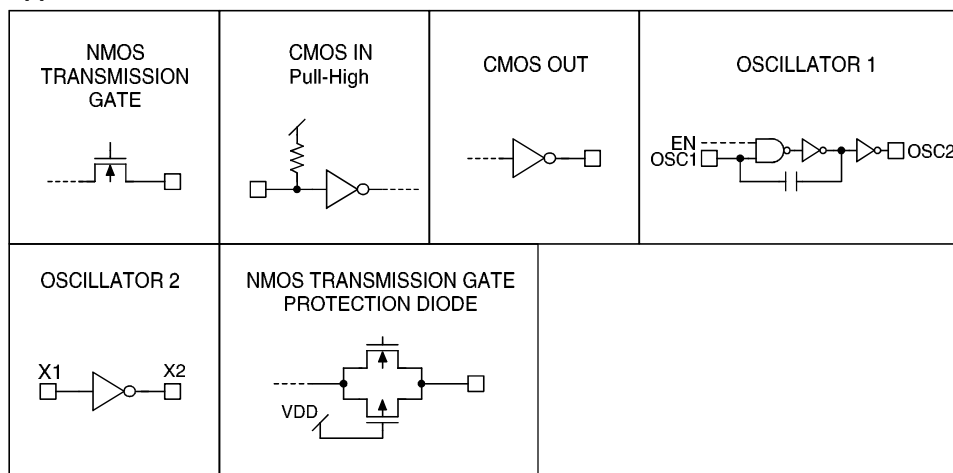 NMOS
TRANSMISSION
GATE
CMOS IN
Pull-High
CMOS OUT
OSCILLATOR 1
EN
OSC1
OSC2
OSCILLATOR 2
X1
X2
NMOS TRANSMISSION GATE
PROTECTION DIODE
VDD